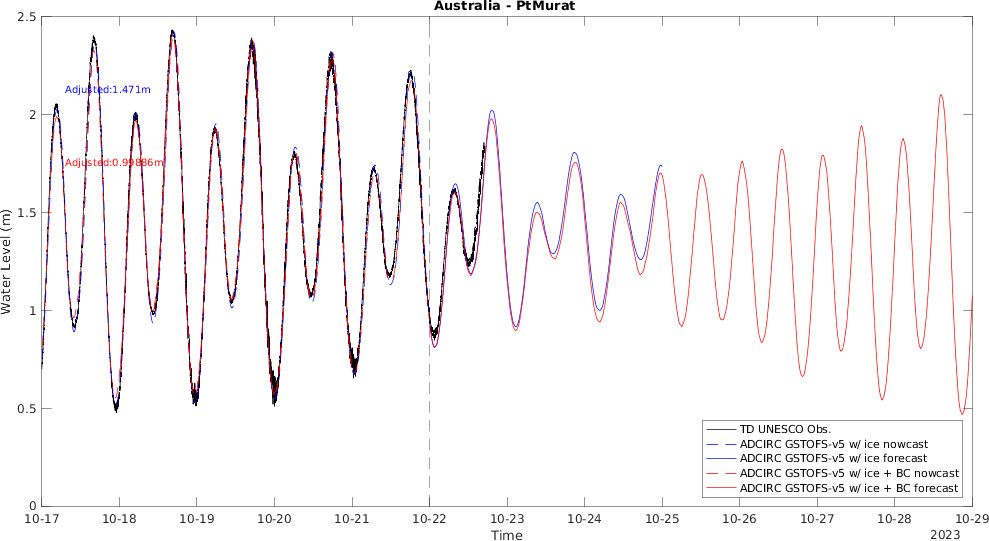 Australia - PtMurat
2.5
2
1.5
1
0.5
0
Water Level (m)
Adjusted:1.471m
Adjusted:0.99886m
TD UNESCO Obs.
ADCIRC GSTOFS-v5 w/ ice nowcast
ADCIRC GSTOFS-v5 w/ ice forecast
ADCIRC GSTOFS-v5 w/ ice + BC nowcast
ADCIRC GSTOFS-v5 w/ ice + BC forecast
10-17 10-18 10-19 10-20 10-21 10-22 10-23 10-24 10-25 10-26 10-27 10-28 10-29
Time
2023